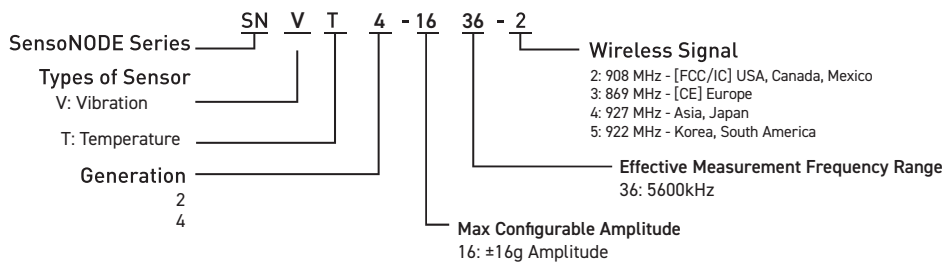 SN V T 4 - 16 36 - 2
SensoNODE Series
Types of Sensor
V: Vibration
T: Temperature
Generation
2
4
Wireless Signal
2: 908 MHz - [FCC/IC] USA, Canada, Mexico
3: 869 MHz - [CE] Europe
4: 927 MHz - Asia, Japan
5: 922 MHz - Korea, South America
Effective Measurement Frequency Range
36: 5600kHz
Max Configurable Amplitude
16: ±16g Amplitude